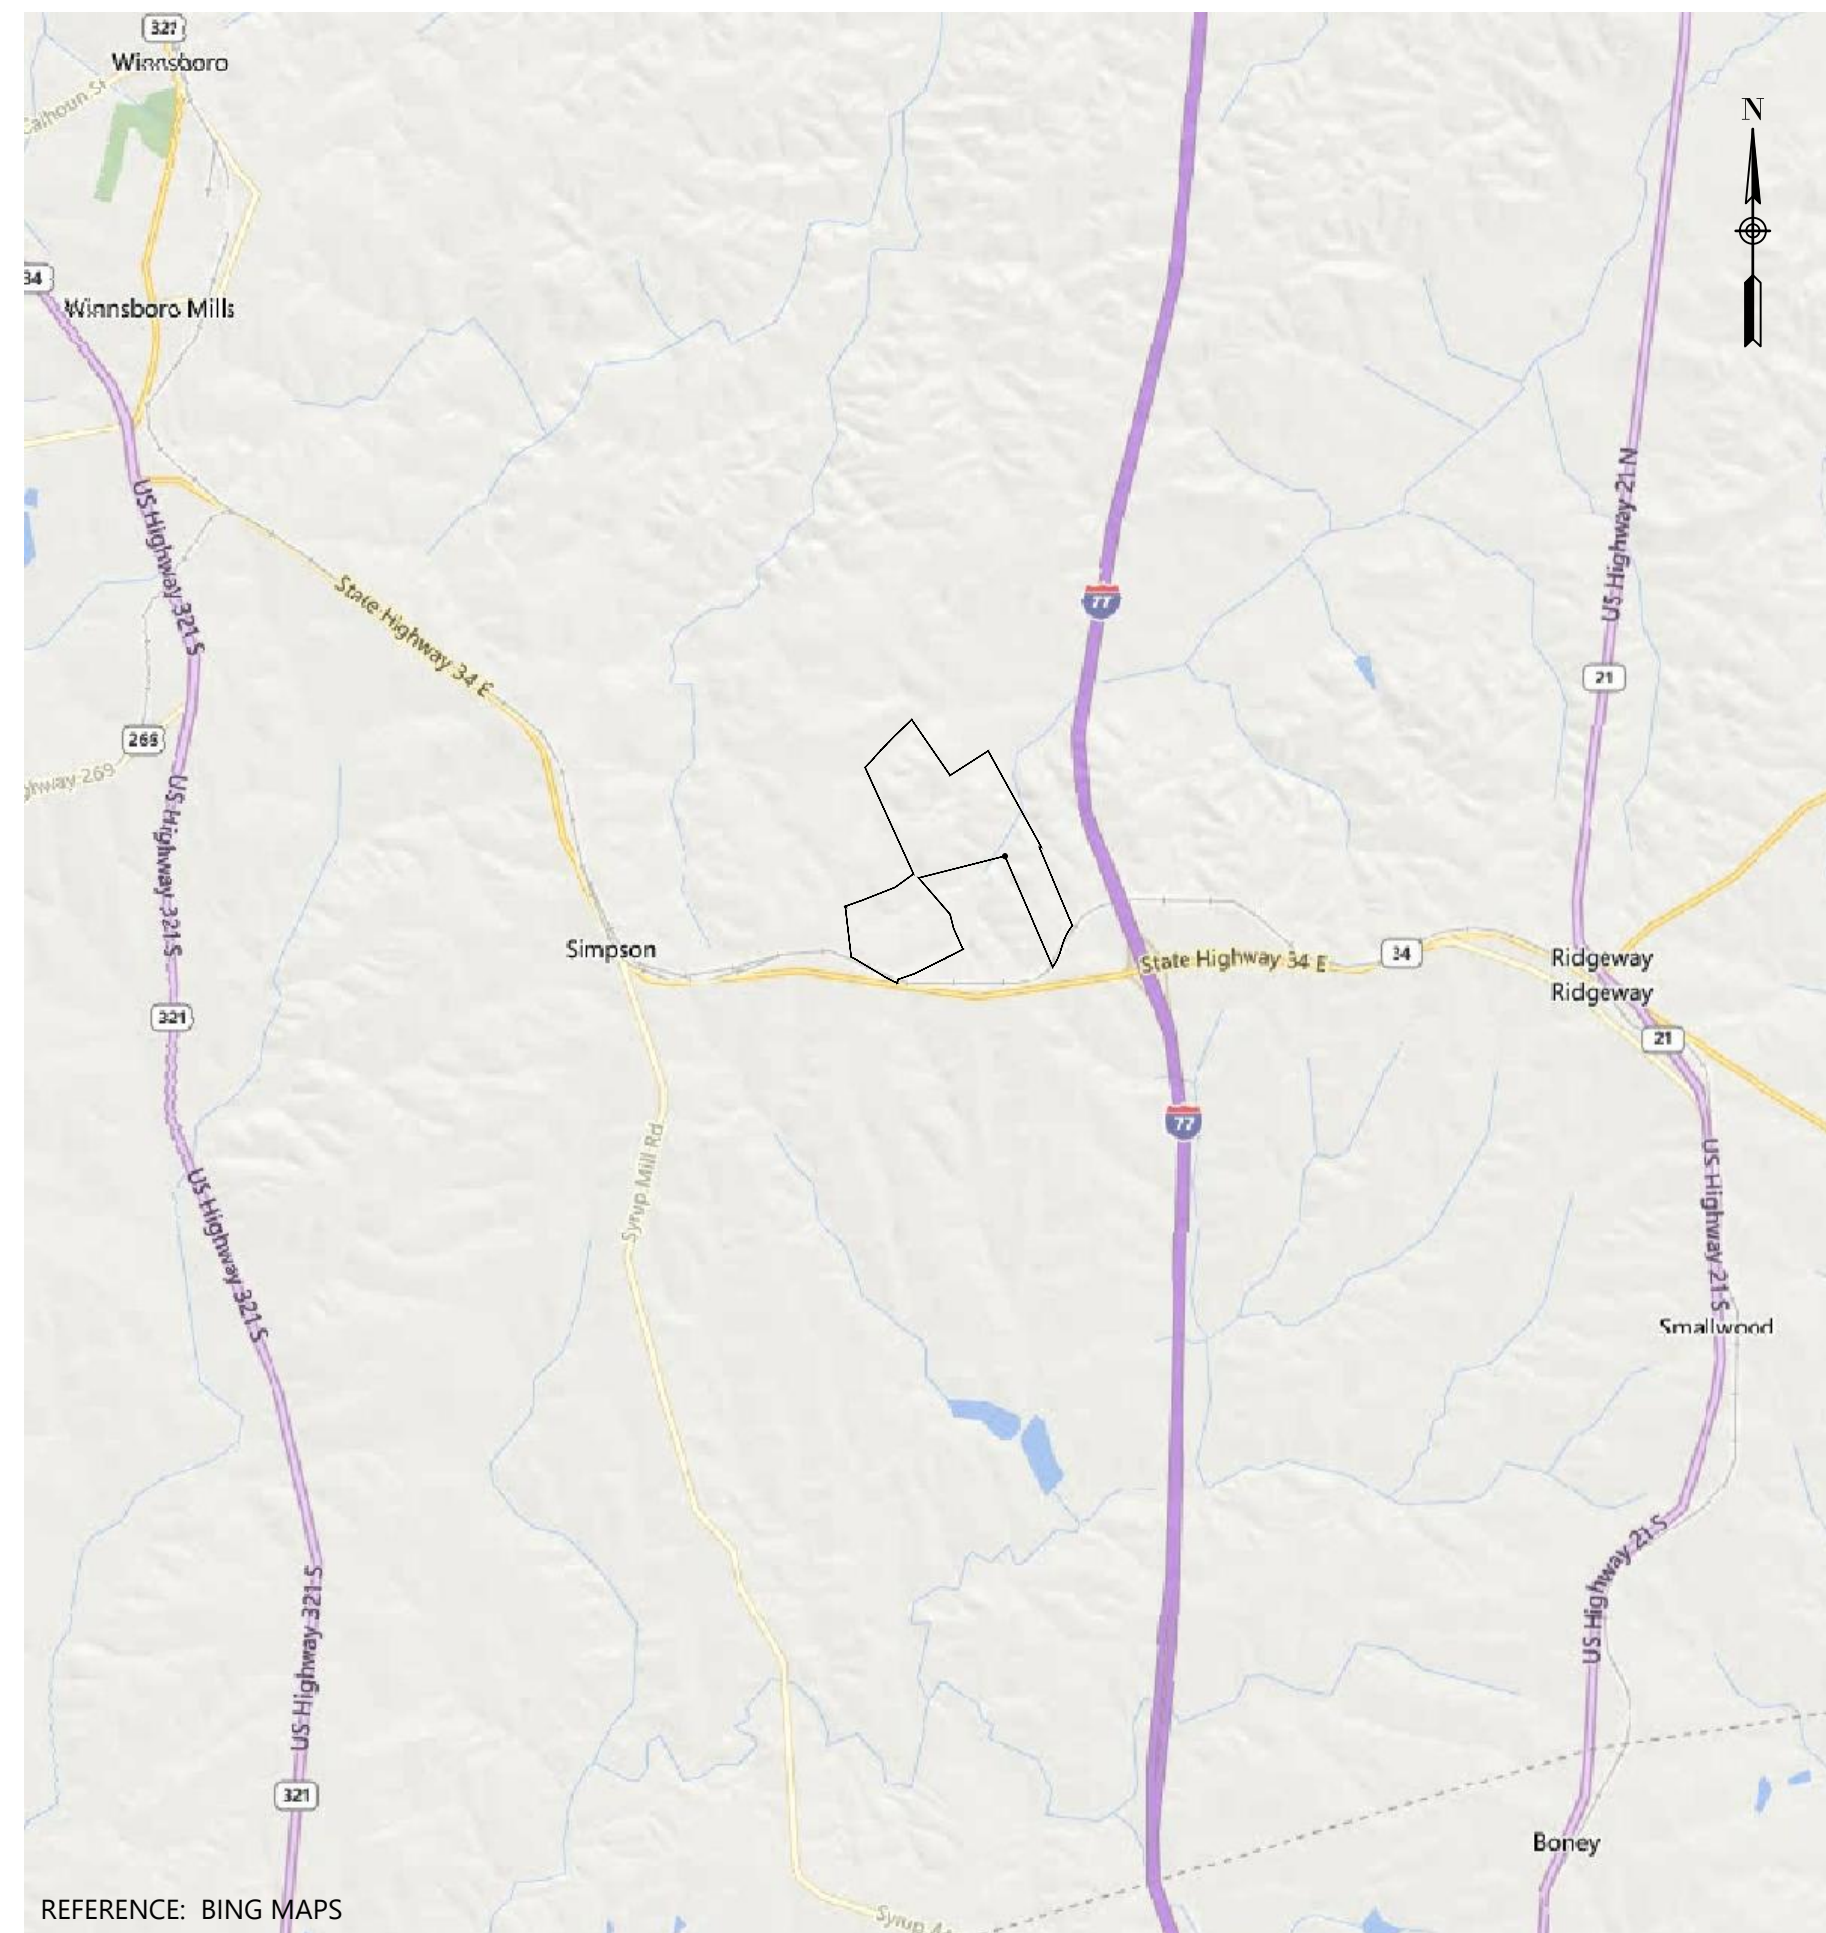 321
Winnsboro
Calhoun St
N
34
Winnsboro Mills
US Highway 21 N
US Highway 321 S
State Highway 34 E
77
21
269
US Highway 321 S
Simpson
State Highway 34 E
34
Ridgeway
Ridgeway
321
21
77
Syrup Mill Rd
US Highway 21 S
US Highway 321 S
Smallwood
US Highway 21 S
US Highway 321 S
321
Boney
REFERENCE: BING MAPS
Syrup